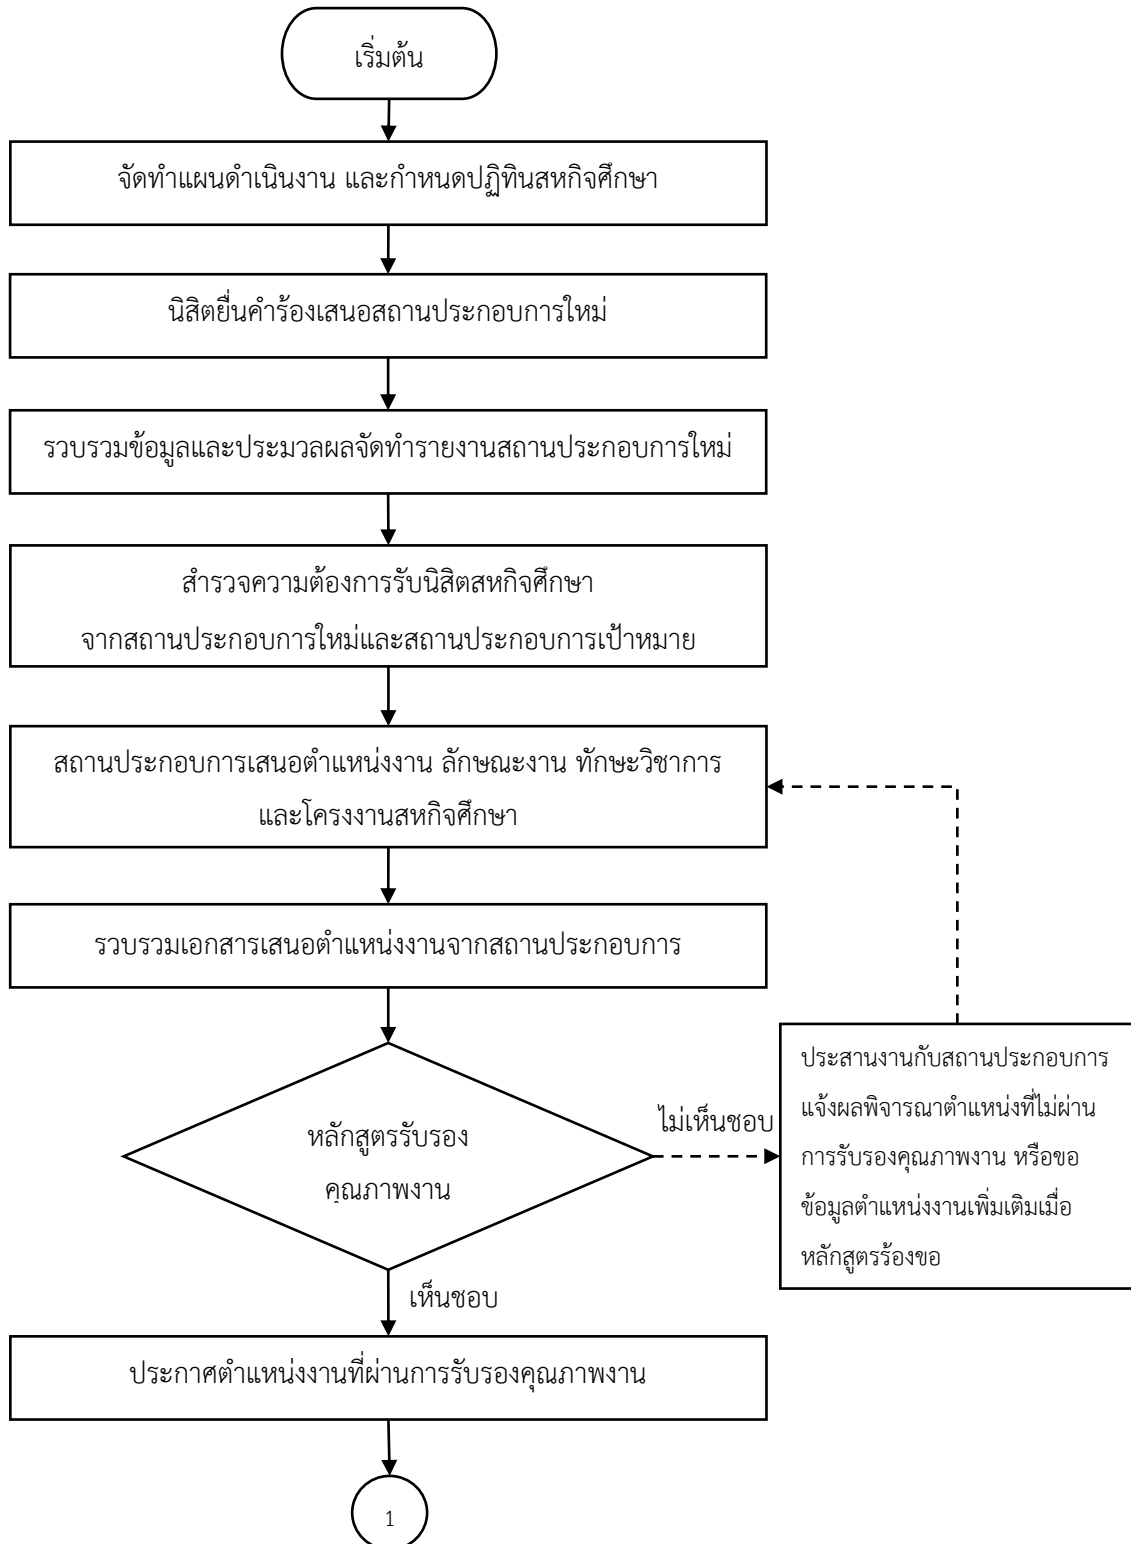 เริ่มต้น
จัดทำแผนดำเนินงาน และกำหนดปฏิทินสหกิจศึกษา
นิสิตยื่นคำร้องเสนอสถานประกอบการใหม่
รวบรวมข้อมูลและประมวลผลจัดทำรายงานสถานประกอบการใหม่
สำรวจความต้องการรับนิสิตสหกิจศึกษา
จากสถานประกอบการใหม่และสถานประกอบการเป้าหมาย
สถานประกอบการเสนอตำแหน่งงาน ลักษณะงาน ทักษะวิชาการ
และโครงงานสหกิจศึกษา
รวบรวมเอกสารเสนอตำแหน่งงานจากสถานประกอบการ
หลักสูตรรับรอง
คุณภาพงาน
ไม่เห็นชอบ
ประสานงานกับสถานประกอบการ
แจ้งผลพิจารณาตำแหน่งที่ไม่ผ่าน
การรับรองคุณภาพงาน หรือขอ
ข้อมูลตำแหน่งงานเพิ่มเติมเมื่อ
หลักสูตรร้องขอ
เห็นชอบ
ประกาศตำแหน่งงานที่ผ่านการรับรองคุณภาพงาน
1